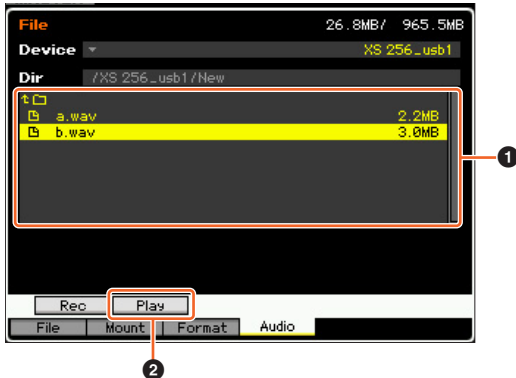 File 26.8MB/ 965.5MB
Device XS 256_usb1
Dir /XS 256_usb1/New
t
a.wav 2.2MB
b.wav 3.0MB
1
Rec Play
File Mount Format Audio
2